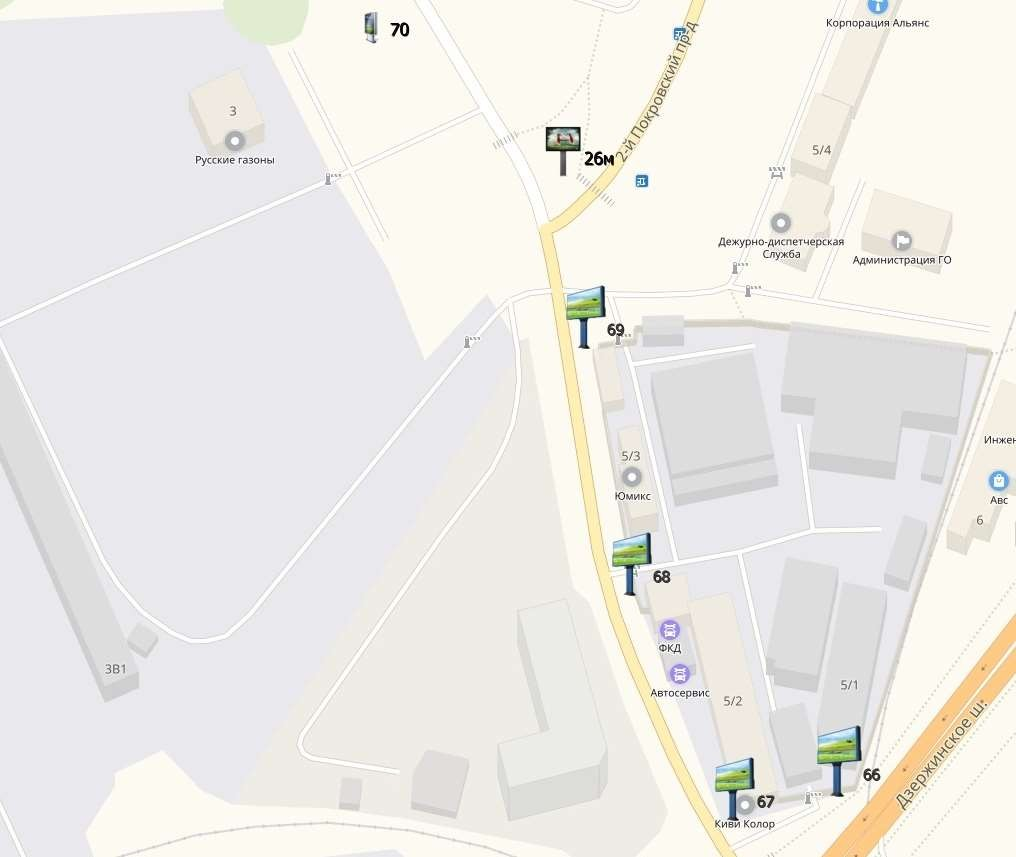 70
Корпорация Альянс
2-й Покровский пр-д
3
Русские газоны
26м
5/4
Дежурно-диспетчерская
Служба
Администрация ГО
69
5/3
Юмикс
Инжен
Авс
6
68
ФКД
Автосервис
3В1
5/2
5/1
66
67
Киви Колор
Дзержинское ш.